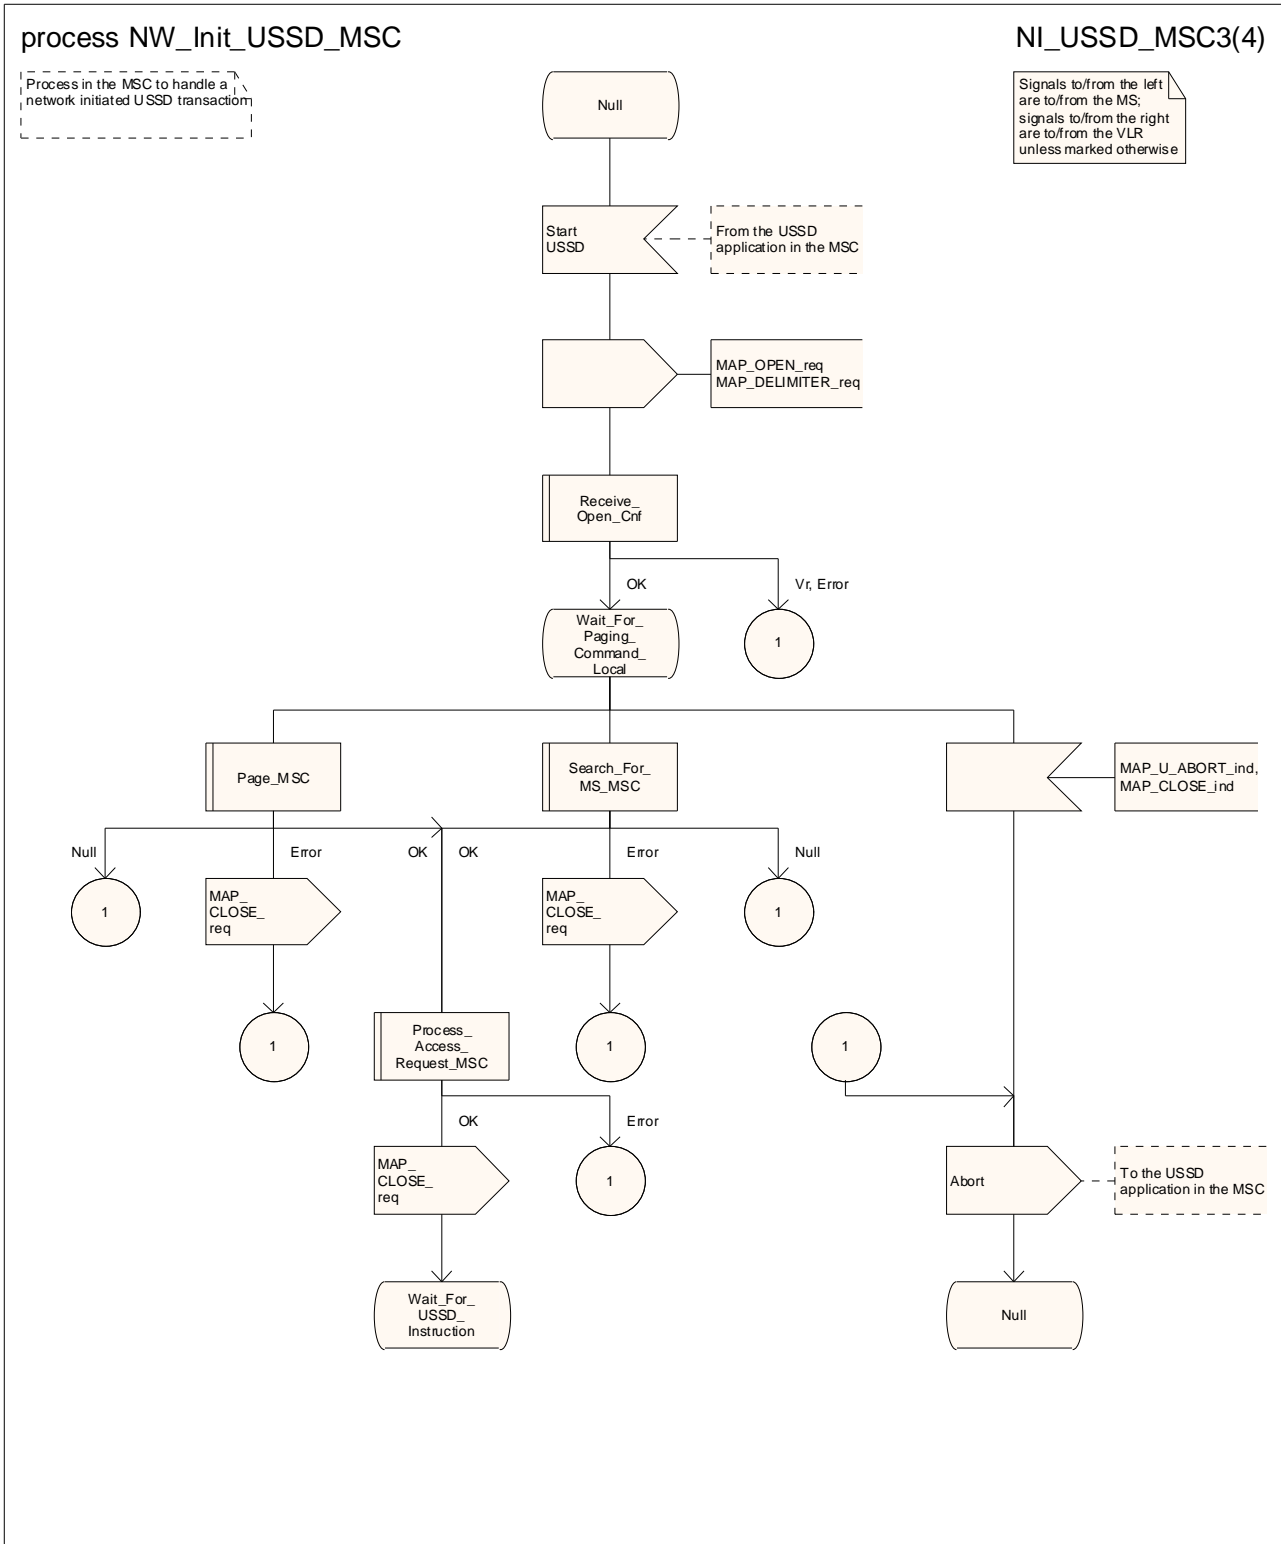 process NW_Init_USSD_MSC
NI_USSD_MSC3(4)
Process in the MSC to handle a
network initiated USSD transaction
Signals to/from the left
are to/from the MS;
signals to/from the right
are to/from the VLR
unless marked otherwise
Null
Start
USSD
From the USSD
application in the MSC
MAP_OPEN_req
MAP_DELIMITER_req
Receive_
Open_Cnf
OK
Vr, Error
Wait_For_
Paging_
Command_
Local
1
Page_MSC
Search_For_
MS_MSC
MAP_U_ABORT_ind,
MAP_CLOSE_ind
Null
Error
OK
OK
Error
Null
1
MAP_
CLOSE_
req
MAP_
CLOSE_
req
1
1
Process_
Access_
Request_MSC
1
1
OK
Error
MAP_
CLOSE_
req
1
Abort
To the USSD
application in the MSC
Wait_For_
USSD_
Instruction
Null